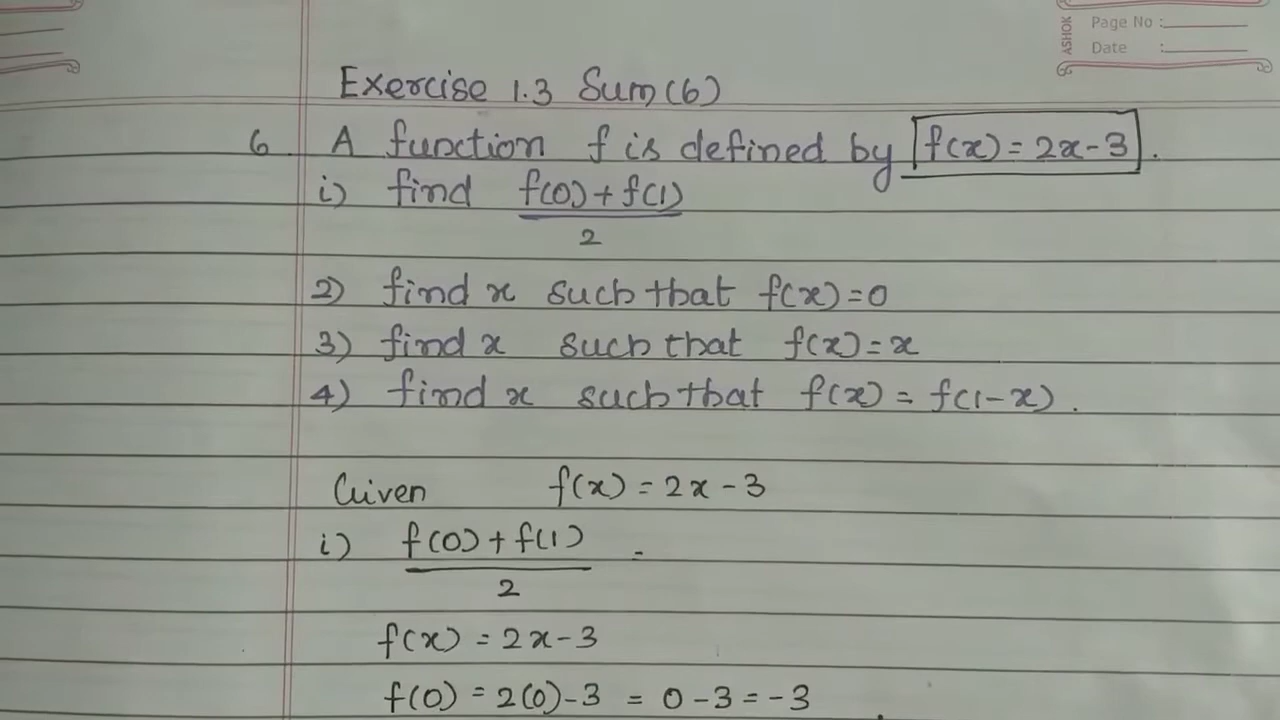 ASHOK
Page No :
Date :
Exercise 1.3 Sum(6)
6 A function f is defined by f(x) = 2x - 3 .
i) find f(0) + f(1)
2
2) find x such that f(x) = 0
3) find x such that f(x) = x
4) find x such that f(x) = f(1-x) .
Given f(x) = 2x - 3
i) f(0) + f(1) =
2
f(x) = 2x - 3
f(0) = 2(0) - 3 = 0 - 3 = - 3